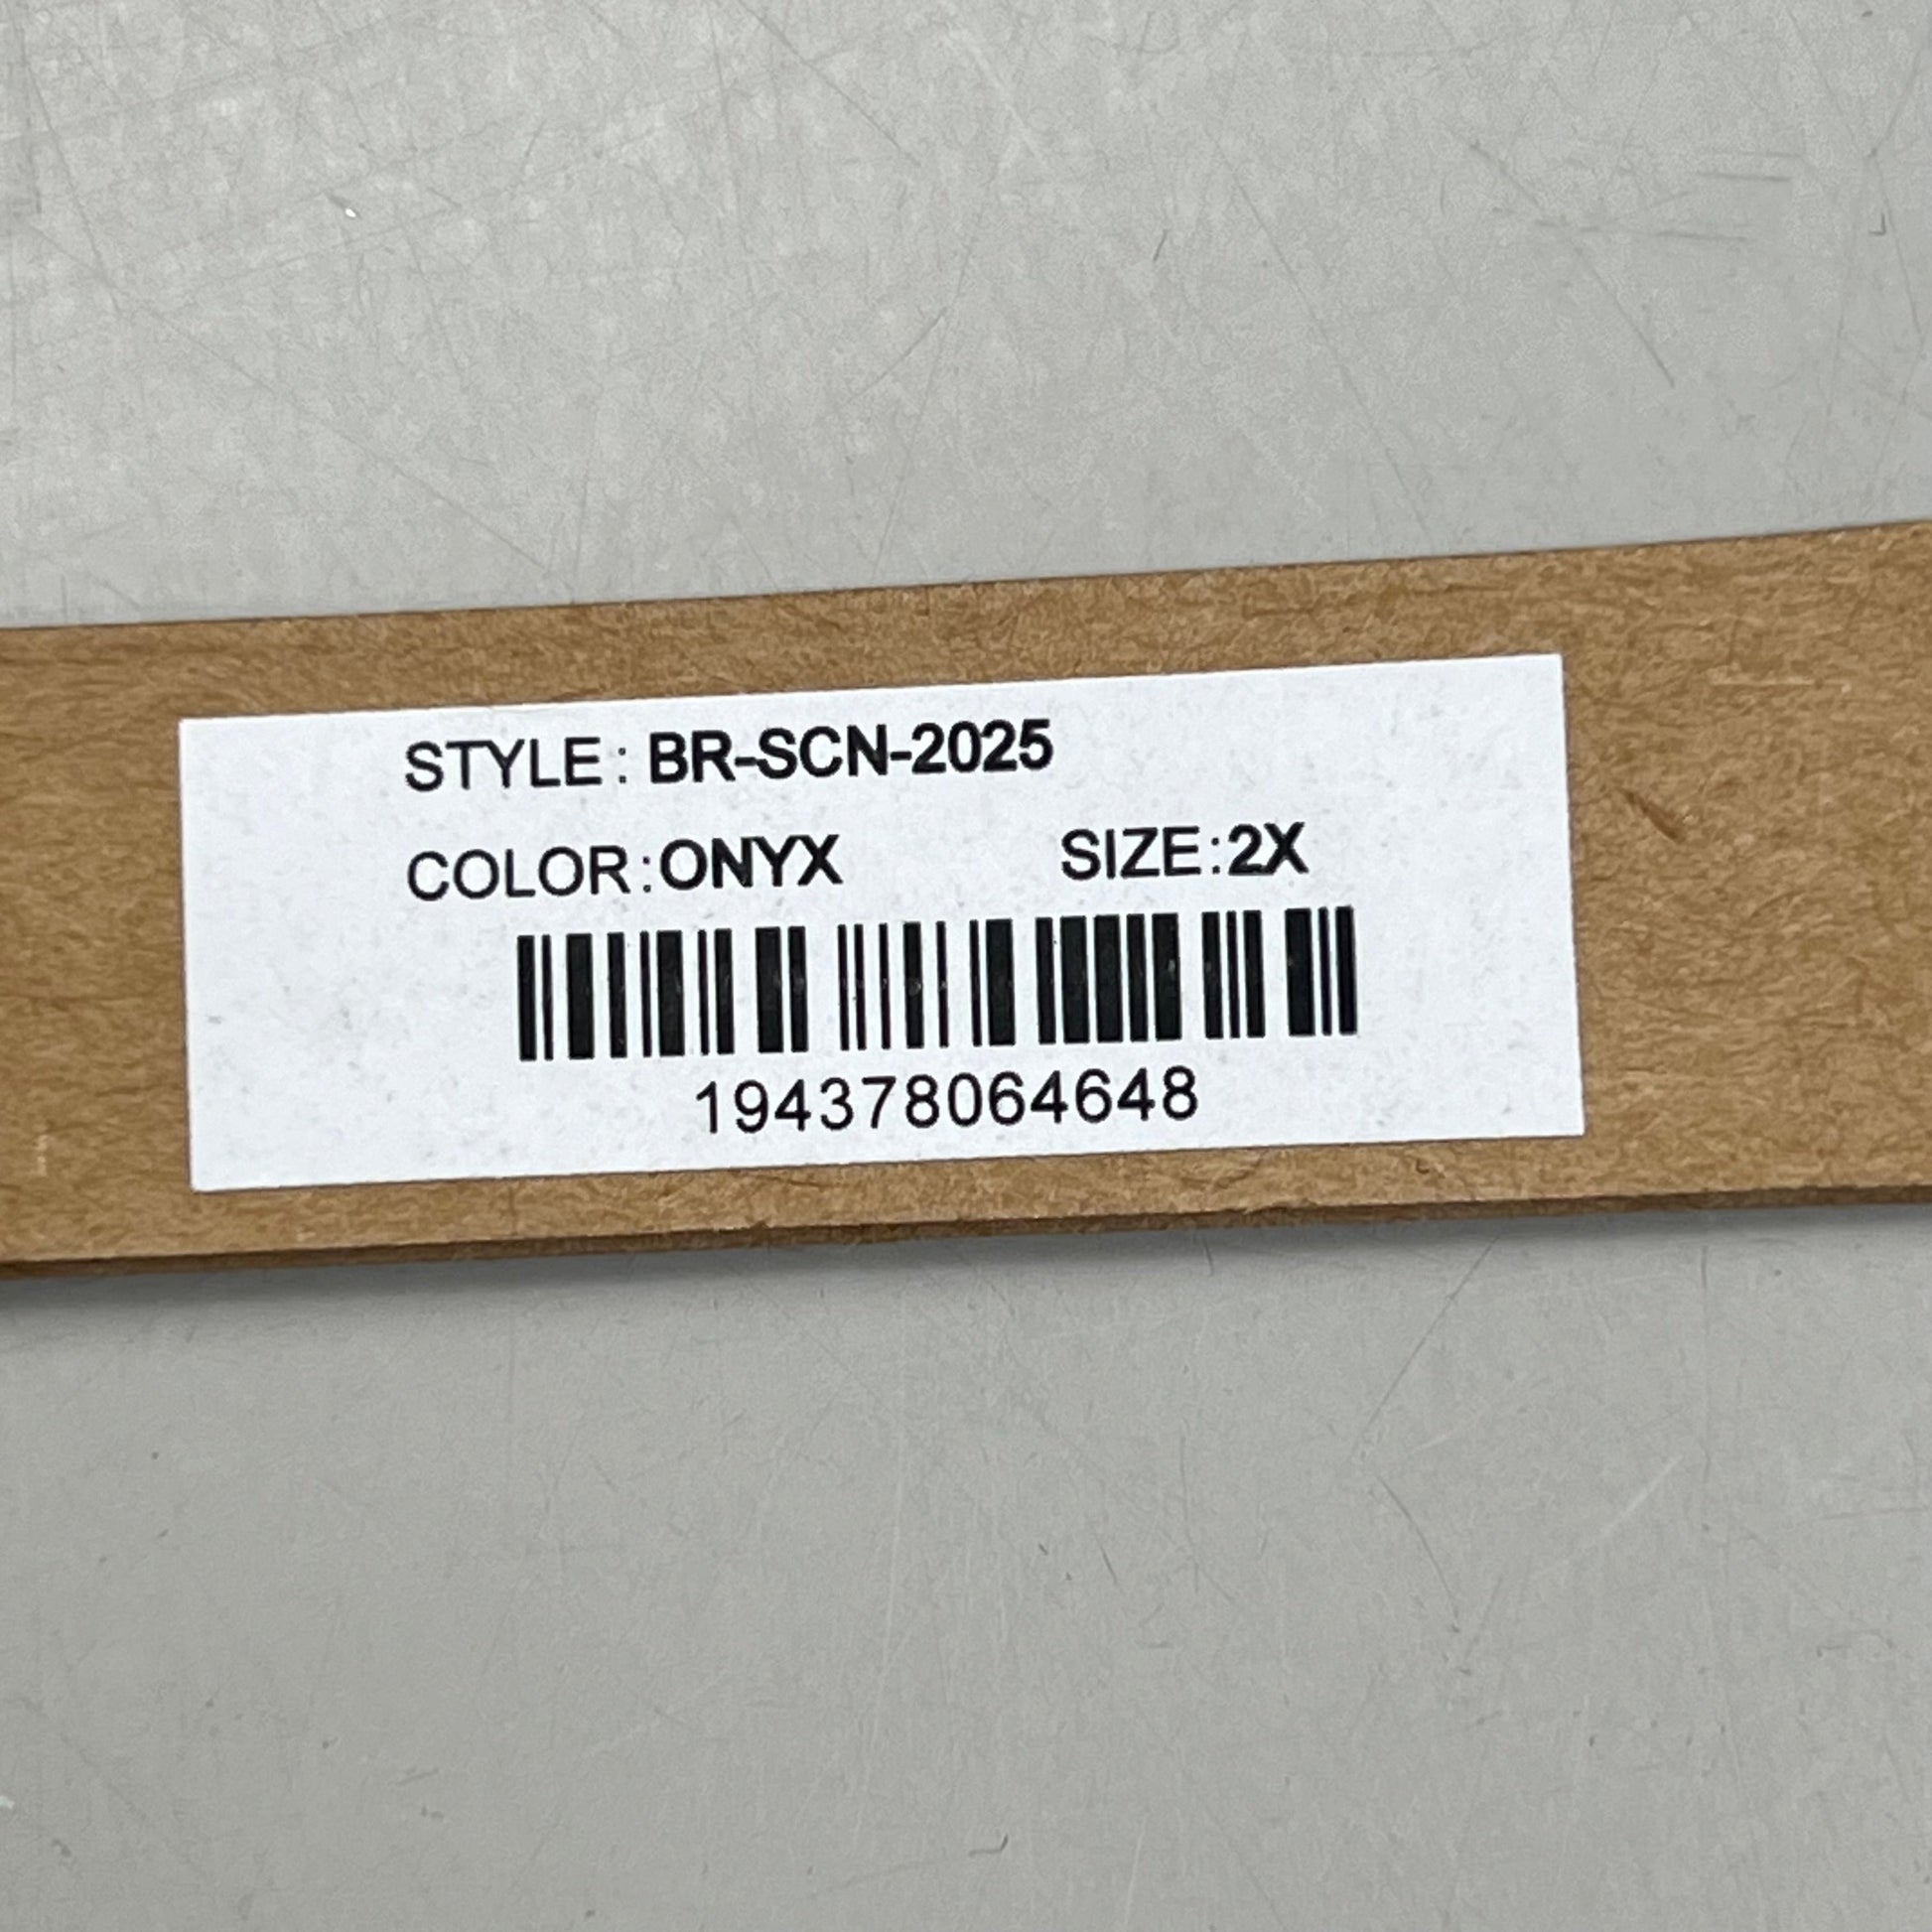 STYLE: BR-SCN-2025
COLOR:ONYX SIZE:2X
194378064648